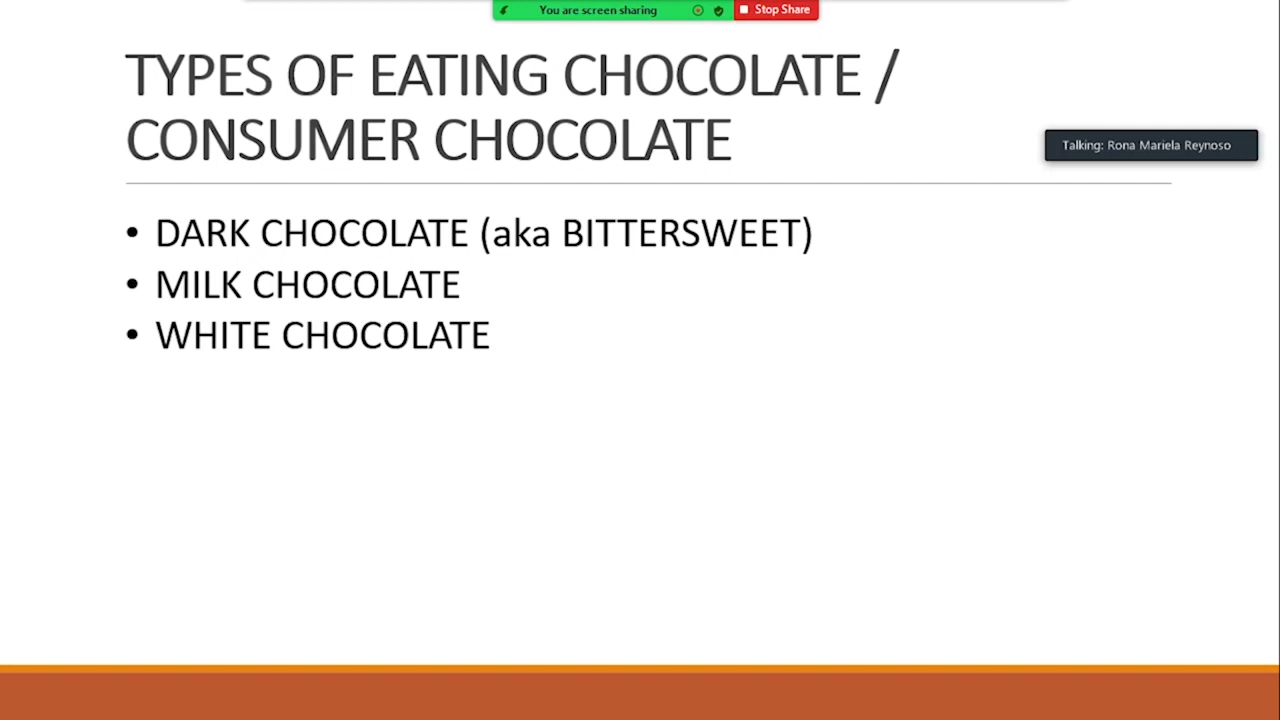 You are screen sharing
Stop Share
TYPES OF EATING CHOCOLATE /
CONSUMER CHOCOLATE
Talking: Rona Mariela Reynoso
• DARK CHOCOLATE (aka BITTERSWEET)
• MILK CHOCOLATE
• WHITE CHOCOLATE